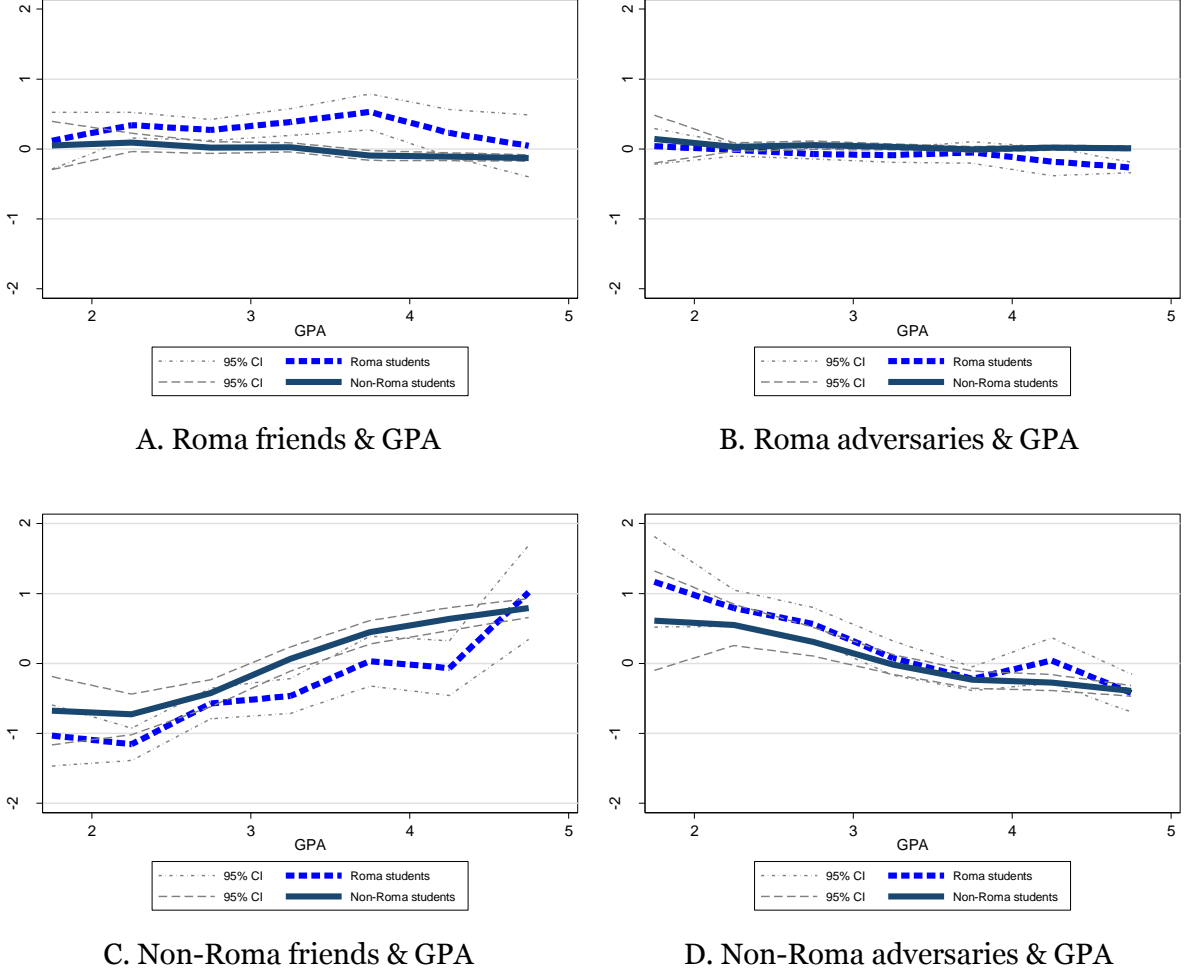 2
1
0
-1
-2
2 3 4 5
GPA
95% CI Roma students
95% CI Non-Roma students
A. Roma friends & GPA
2
1
0
-1
-2
2 3 4 5
GPA
95% CI Roma students
95% CI Non-Roma students
B. Roma adversaries & GPA
2
1
0
-1
-2
2 3 4 5
GPA
95% CI Roma students
95% CI Non-Roma students
C. Non-Roma friends & GPA
2
1
0
-1
-2
2 3 4 5
GPA
95% CI Roma students
95% CI Non-Roma students
D. Non-Roma adversaries & GPA